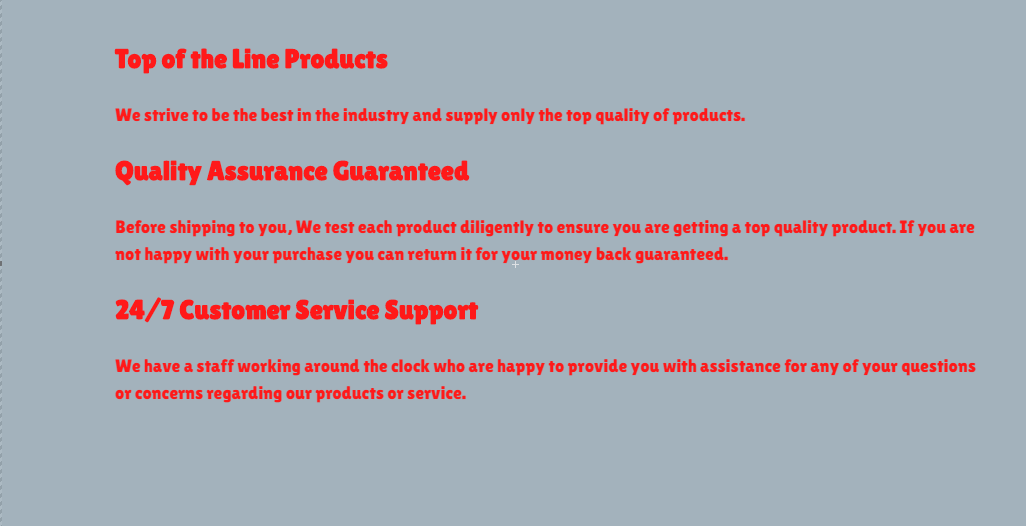 Top of the Line Products
We strive to be the best in the industry and supply only the top quality of products.
Quality Assurance Guaranteed
Before shipping to you, We test each product diligently to ensure you are getting a top quality product. If you are
not happy with your purchase you can return it for your money back guaranteed.
24/7 Customer Service Support
We have a staff working around the clock who are happy to provide you with assistance for any of your questions
or concerns regarding our products or service.